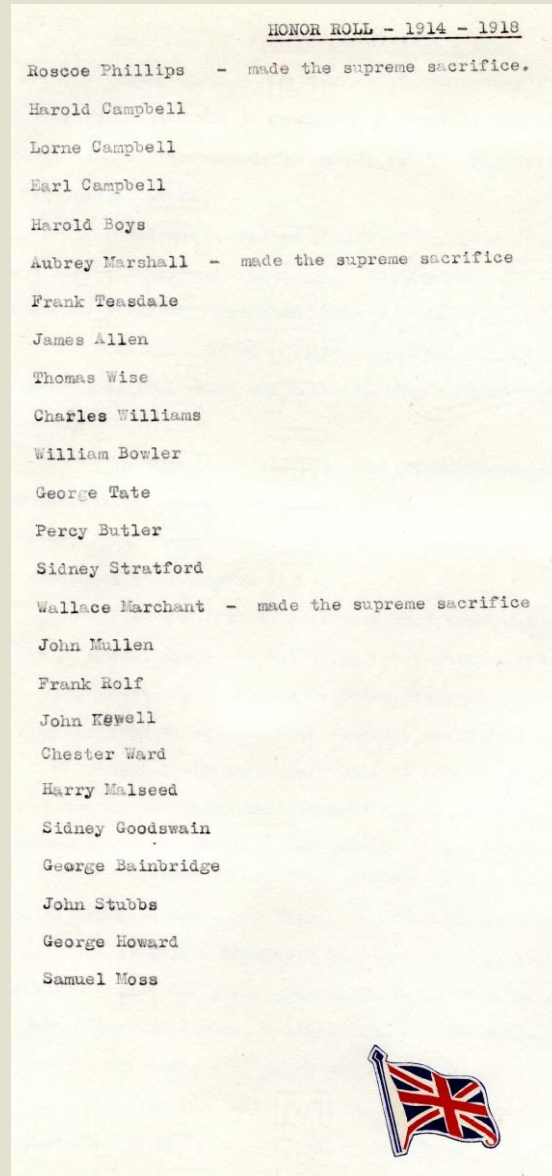 HONOR ROLL - 1914 - 1918
Roscoe Phillips - made the supreme sacrifice.
Harold Campbell
Lorne Campbell
Earl Campbell
Harold Boys
Aubrey Marshall - made the supreme sacrifice
Frank Teasdale
James Allen
Thomas Wise
Charles Williams
William Bowler
George Tate
Percy Butler
Sidney Stratford
Wallace Marchant - made the supreme sacrifice
John Mullen
Frank Rolf
John Kewell
Chester Ward
Harry Malseed
Sidney Goodswain
George Bainbridge
John Stubbs
George Howard
Samuel Moss